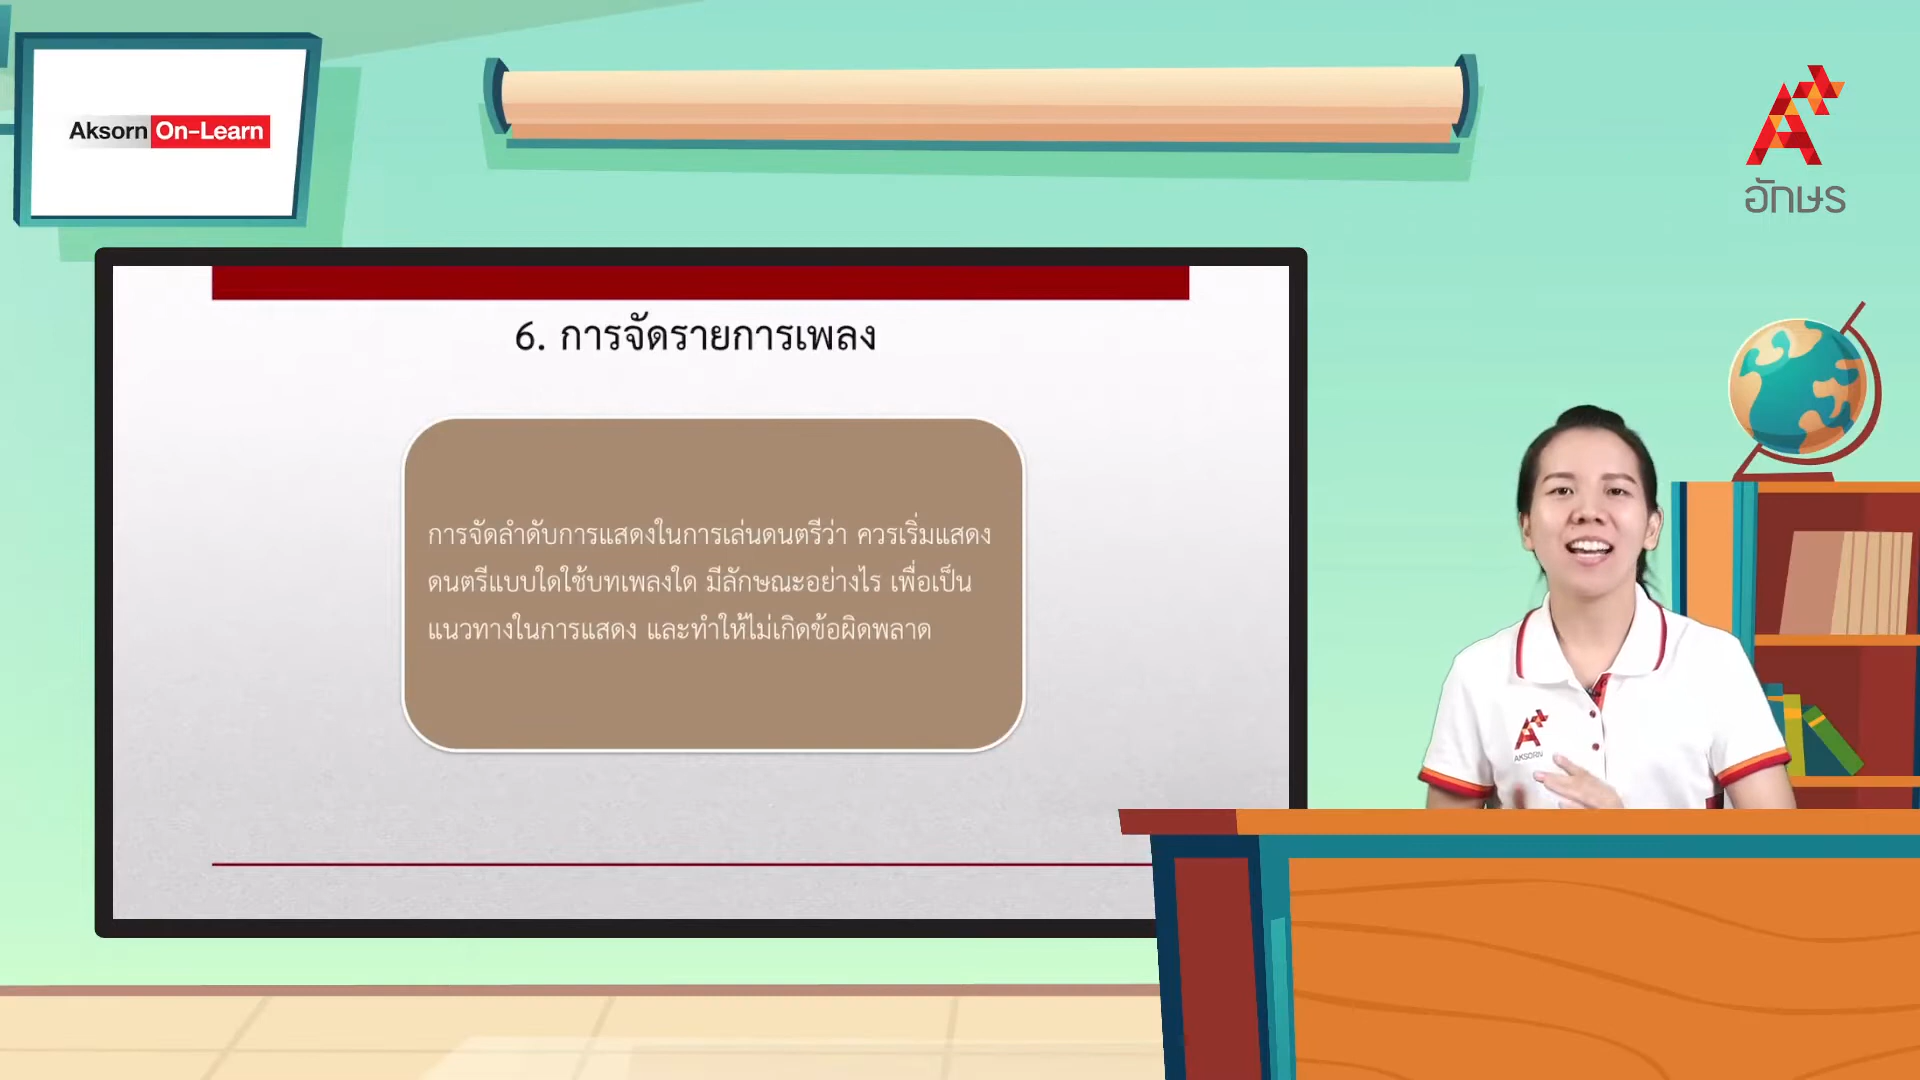 Aksorn On-Learn
อักษร
6. การจัดรายการเพลง
การจัดลำดับการแสดงในการเล่นดนตรีว่า ควรเริ่มแสดง
ดนตรีแบบใดใช้บทเพลงใด มีลักษณะอย่างไร เพื่อเป็น
แนวทางในการแสดง และทำให้ไม่เกิดข้อผิดพลาด
AKSORN